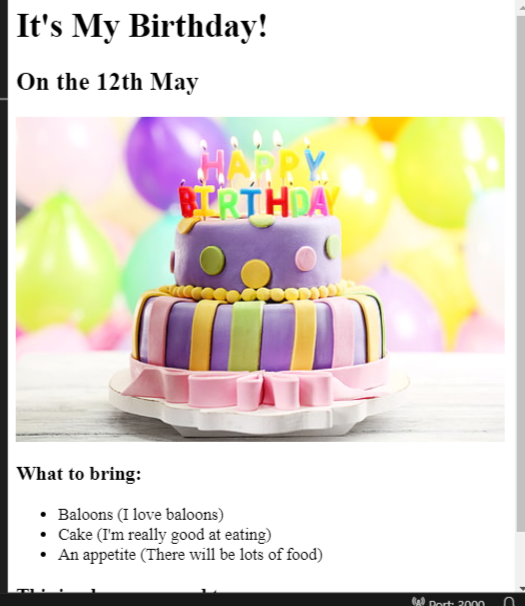 It's My Birthday!
On the 12th May
HAPPY
BIRTHDAY
What to bring:
Baloons (I love baloons)
Cake (I'm really good at eating)
An appetite (There will be lots of food)
Port: 3000